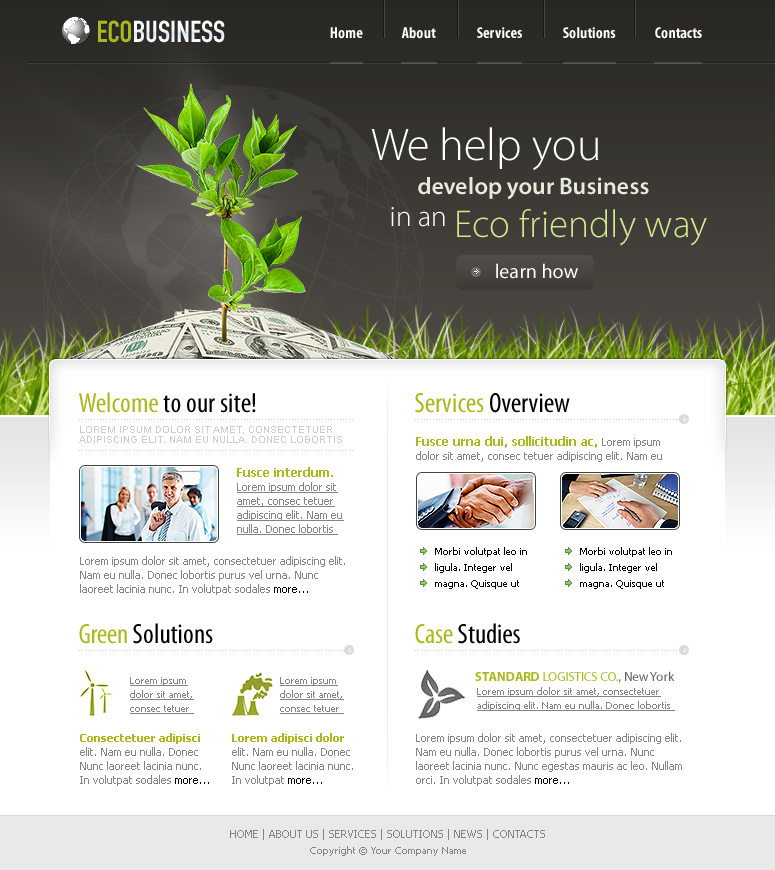 ECOBUSINESS
Home
About
Services
Solutions
Contacts
We help you
develop your Business
in an Eco friendly way
learn how
Welcome to our site!
LOREM IPSUM DOLOR SIT AMET, CONSECTETUER
ADIPISCING ELIT. NAM EU NULLA. DONEC LOBORTIS
Fusce interdum.
Lorem ipsum dolor sit
amet, consec tetuer
adipiscing elit. Nam eu
nulla. Donec lobortis
Lorem ipsum dolor sit amet, consectetuer adipiscing elit.
Nam eu nulla. Donec lobortis purus vel urna. Nunc
laoreet lacinia nunc. In volutpat sodales more...
Services Overview
Fusce urna dui, sollicitudin ac, Lorem ipsum
dolor sit amet, consec tetuer adipiscing elit. Nam eu
Morbi volutpat leo in
ligula. Integer vel
magna. Quisque ut
Morbi volutpat leo in
ligula. Integer vel
magna. Quisque ut
Green Solutions
Lorem ipsum
dolor sit amet,
consec tetuer
Consectetuer adipisci
elit. Nam eu nulla. Donec
Nunc laoreet lacinia nunc.
In volutpat sodales more...
Lorem ipsum
dolor sit amet,
consec tetuer
Lorem adipisci dolor
elit. Nam eu nulla. Donec
Nunc laoreet lacinia nunc.
In volutpat more...
Case Studies
STANDARD LOGISTICS CO., New York
Lorem ipsum dolor sit amet, consectetuer
adipiscing elit. Nam eu nulla. Donec lobortis
Lorem ipsum dolor sit amet, consectetuer adipiscing elit.
Nam eu nulla. Donec lobortis purus vel urna. Nunc
laoreet lacinia nunc. Nunc egestas mauris ac leo. Nullam
orci. In volutpat sodales more...
HOME | ABOUT US | SERVICES | SOLUTIONS | NEWS | CONTACTS
Copyright © Your Company Name